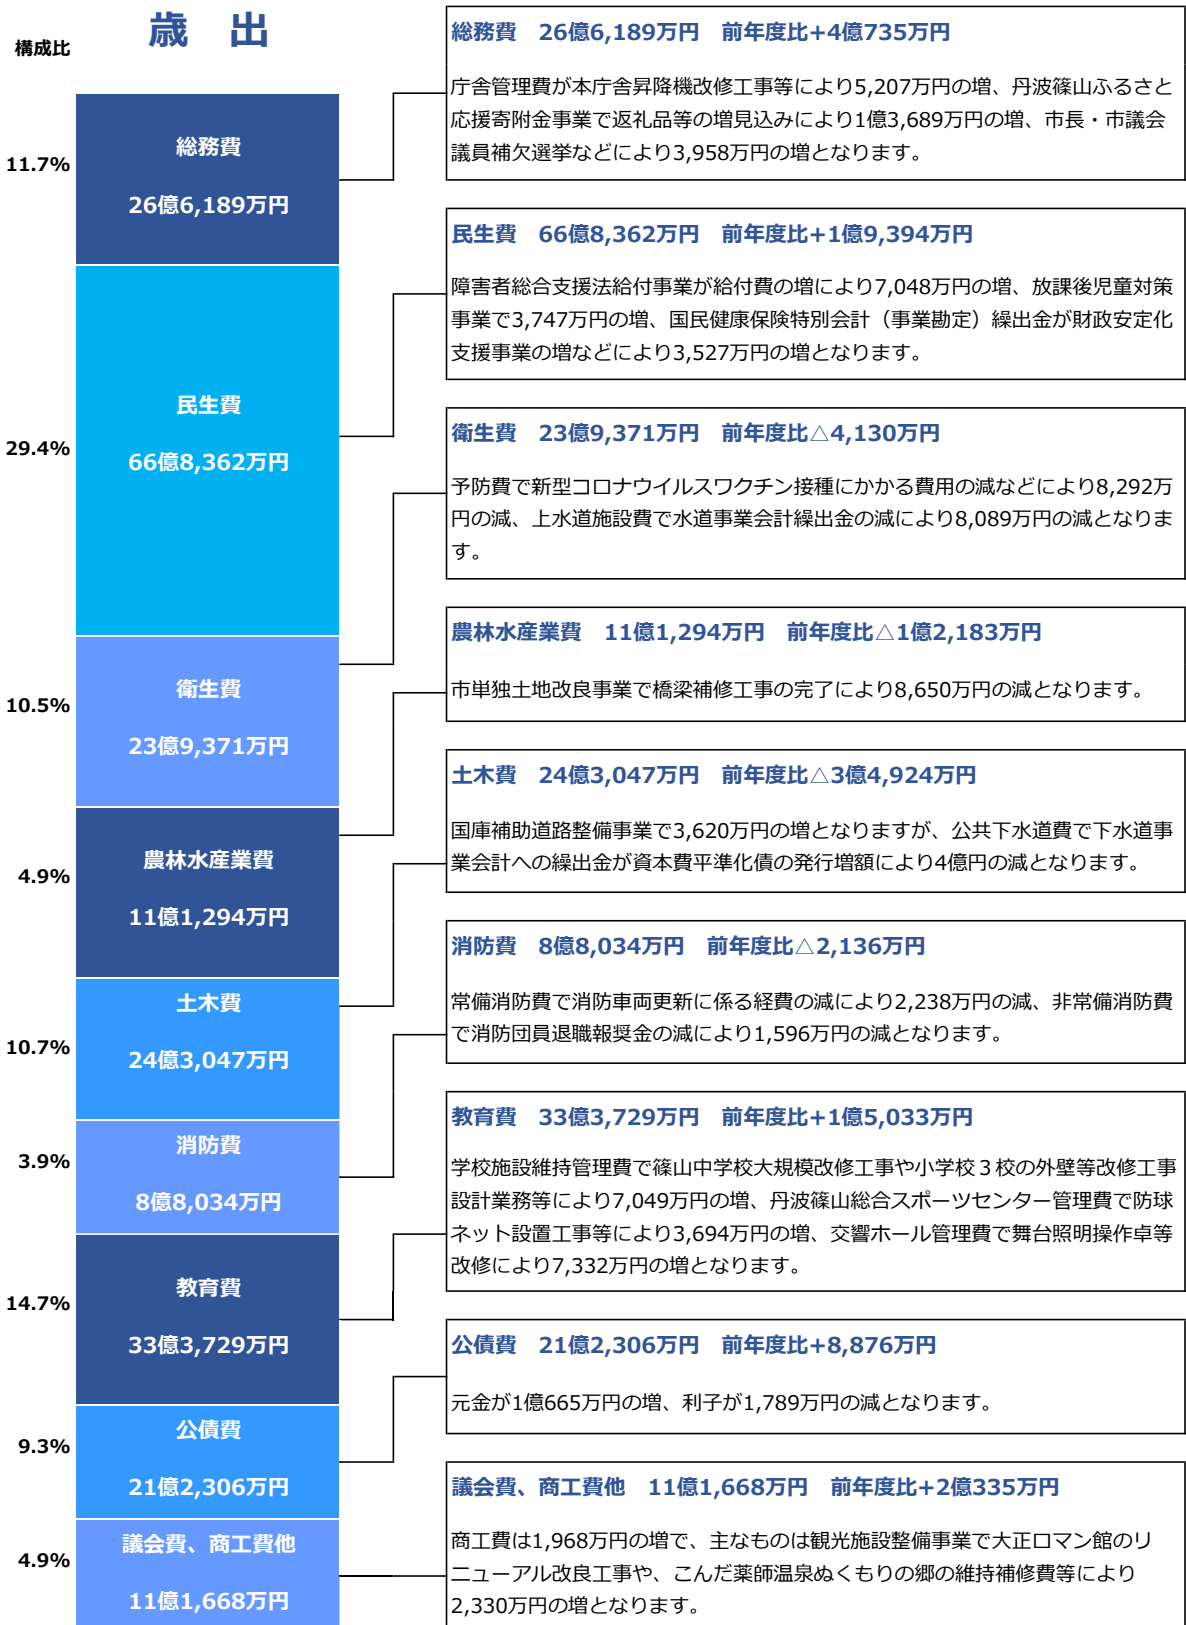 歳　出
構成比
11.7%
総務費
26億6,189万円
29.4%
民生費
66億8,362万円
10.5%
衛生費
23億9,371万円
4.9%
農林水産業費
11億1,294万円
10.7%
土木費
24億3,047万円
3.9%
消防費
8億8,034万円
14.7%
教育費
33億3,729万円
9.3%
公債費
21億2,306万円
4.9%
議会費、商工費他
11億1,668万円
総務費　26億6,189万円　前年度比+4億735万円
庁舎管理費が本庁舎昇降機改修工事等により5,207万円の増、丹波篠山ふるさと
応援寄附金事業で返礼品等の増見込みにより1億3,689万円の増、市長・市議会
議員補欠選挙などにより3,958万円の増となります。
民生費　66億8,362万円　前年度比+1億9,394万円
障害者総合支援法給付事業が給付費の増により7,048万円の増、放課後児童対策
事業で3,747万円の増、国民健康保険特別会計（事業勘定）繰出金が財政安定化
支援事業の増などにより3,527万円の増となります。
衛生費　23億9,371万円　前年度比△4,130万円
予防費で新型コロナウイルスワクチン接種にかかる費用の減などにより8,292万
円の減、上水道施設費で水道事業会計繰出金の減により8,089万円の減となりま
す。
農林水産業費　11億1,294万円　前年度比△1億2,183万円
市単独土地改良事業で橋梁補修工事の完了により8,650万円の減となります。
土木費　24億3,047万円　前年度比△3億4,924万円
国庫補助道路整備事業で3,620万円の増となりますが、公共下水道費で下水道事
業会計への繰出金が資本費平準化債の発行増額により4億円の減となります。
消防費　8億8,034万円　前年度比△2,136万円
常備消防費で消防車両更新に係る経費の減により2,238万円の減、非常備消防費
で消防団員退職報奨金の減により1,596万円の減となります。
教育費　33億3,729万円　前年度比+1億5,033万円
学校施設維持管理費で篠山中学校大規模改修工事や小学校３校の外壁等改修工事
設計業務等により7,049万円の増、丹波篠山総合スポーツセンター管理費で防球
ネット設置工事等により3,694万円の増、交響ホール管理費で舞台照明操作卓等
改修により7,332万円の増となります。
公債費　21億2,306万円　前年度比+8,876万円
元金が1億665万円の増、利子が1,789万円の減となります。
議会費、商工費他　11億1,668万円　前年度比+2億335万円
商工費は1,968万円の増で、主なものは観光施設整備事業で大正ロマン館のリ
ニューアル改良工事や、こんだ薬師温泉ぬくもりの郷の維持補修費等により
2,330万円の増となります。